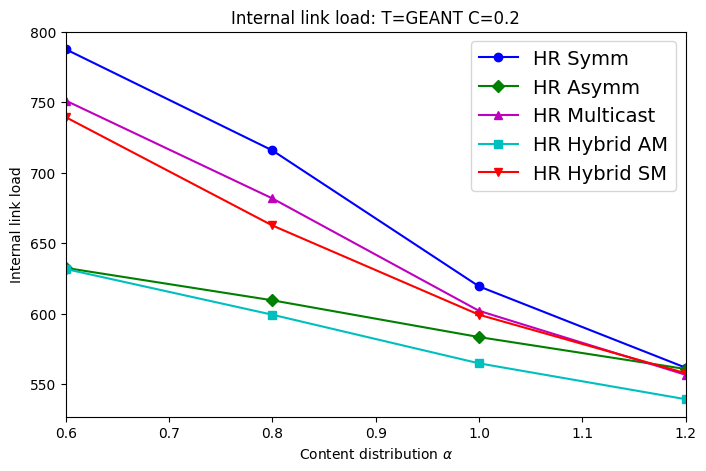 Internal link load: T=GEANT C=0.2
Internal link load
800
750
700
650
600
550
HR Symm
HR Asymm
HR Multicast
HR Hybrid AM
HR Hybrid SM
0.6 0.7 0.8 0.9 1.0 1.1 1.2
Content distribution α